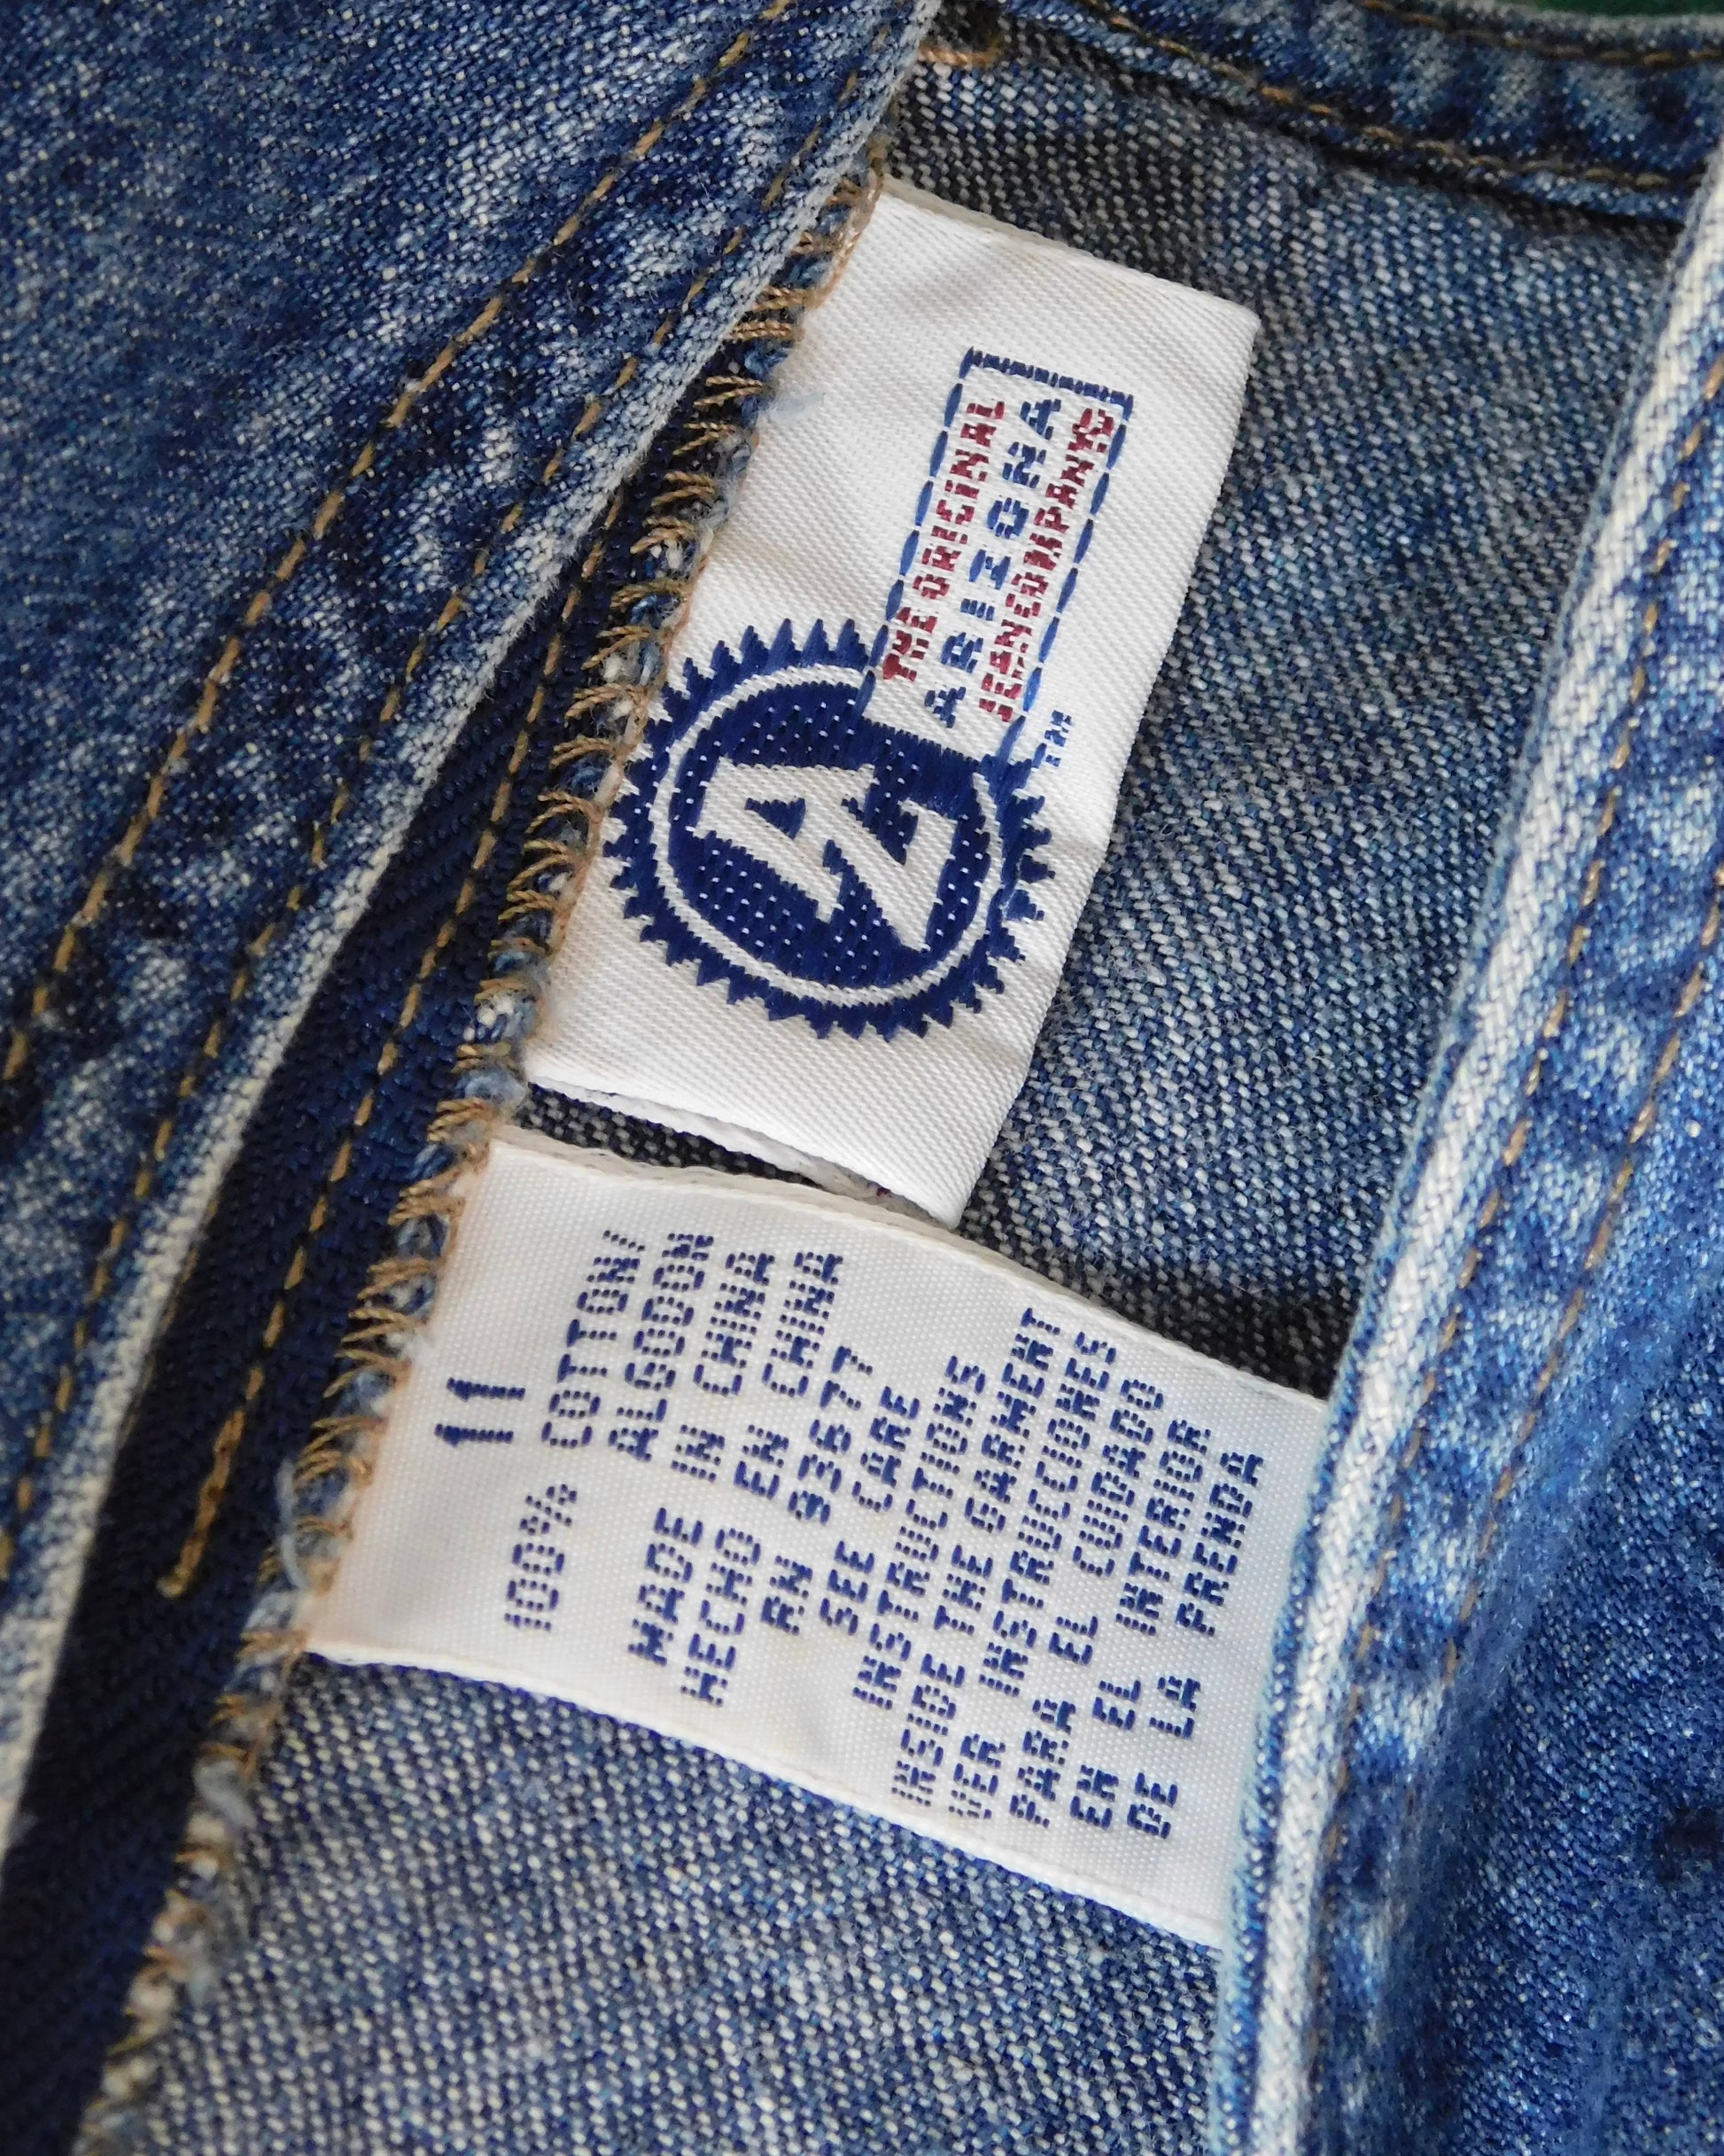 AZ
THE ORIGINAL
ARIZONA
JEAN COMPANY©
TM
11
100% COTTON/
ALGODON
MADE IN CHINA
HECHO EN CHINA
RN 93677
SEE CARE
INSTRUCTIONS
INSIDE THE GARMENT
VER INSTRUCCIONES
PARA EL CUIDADO
EN EL INTERIOR
DE LA PRENDA